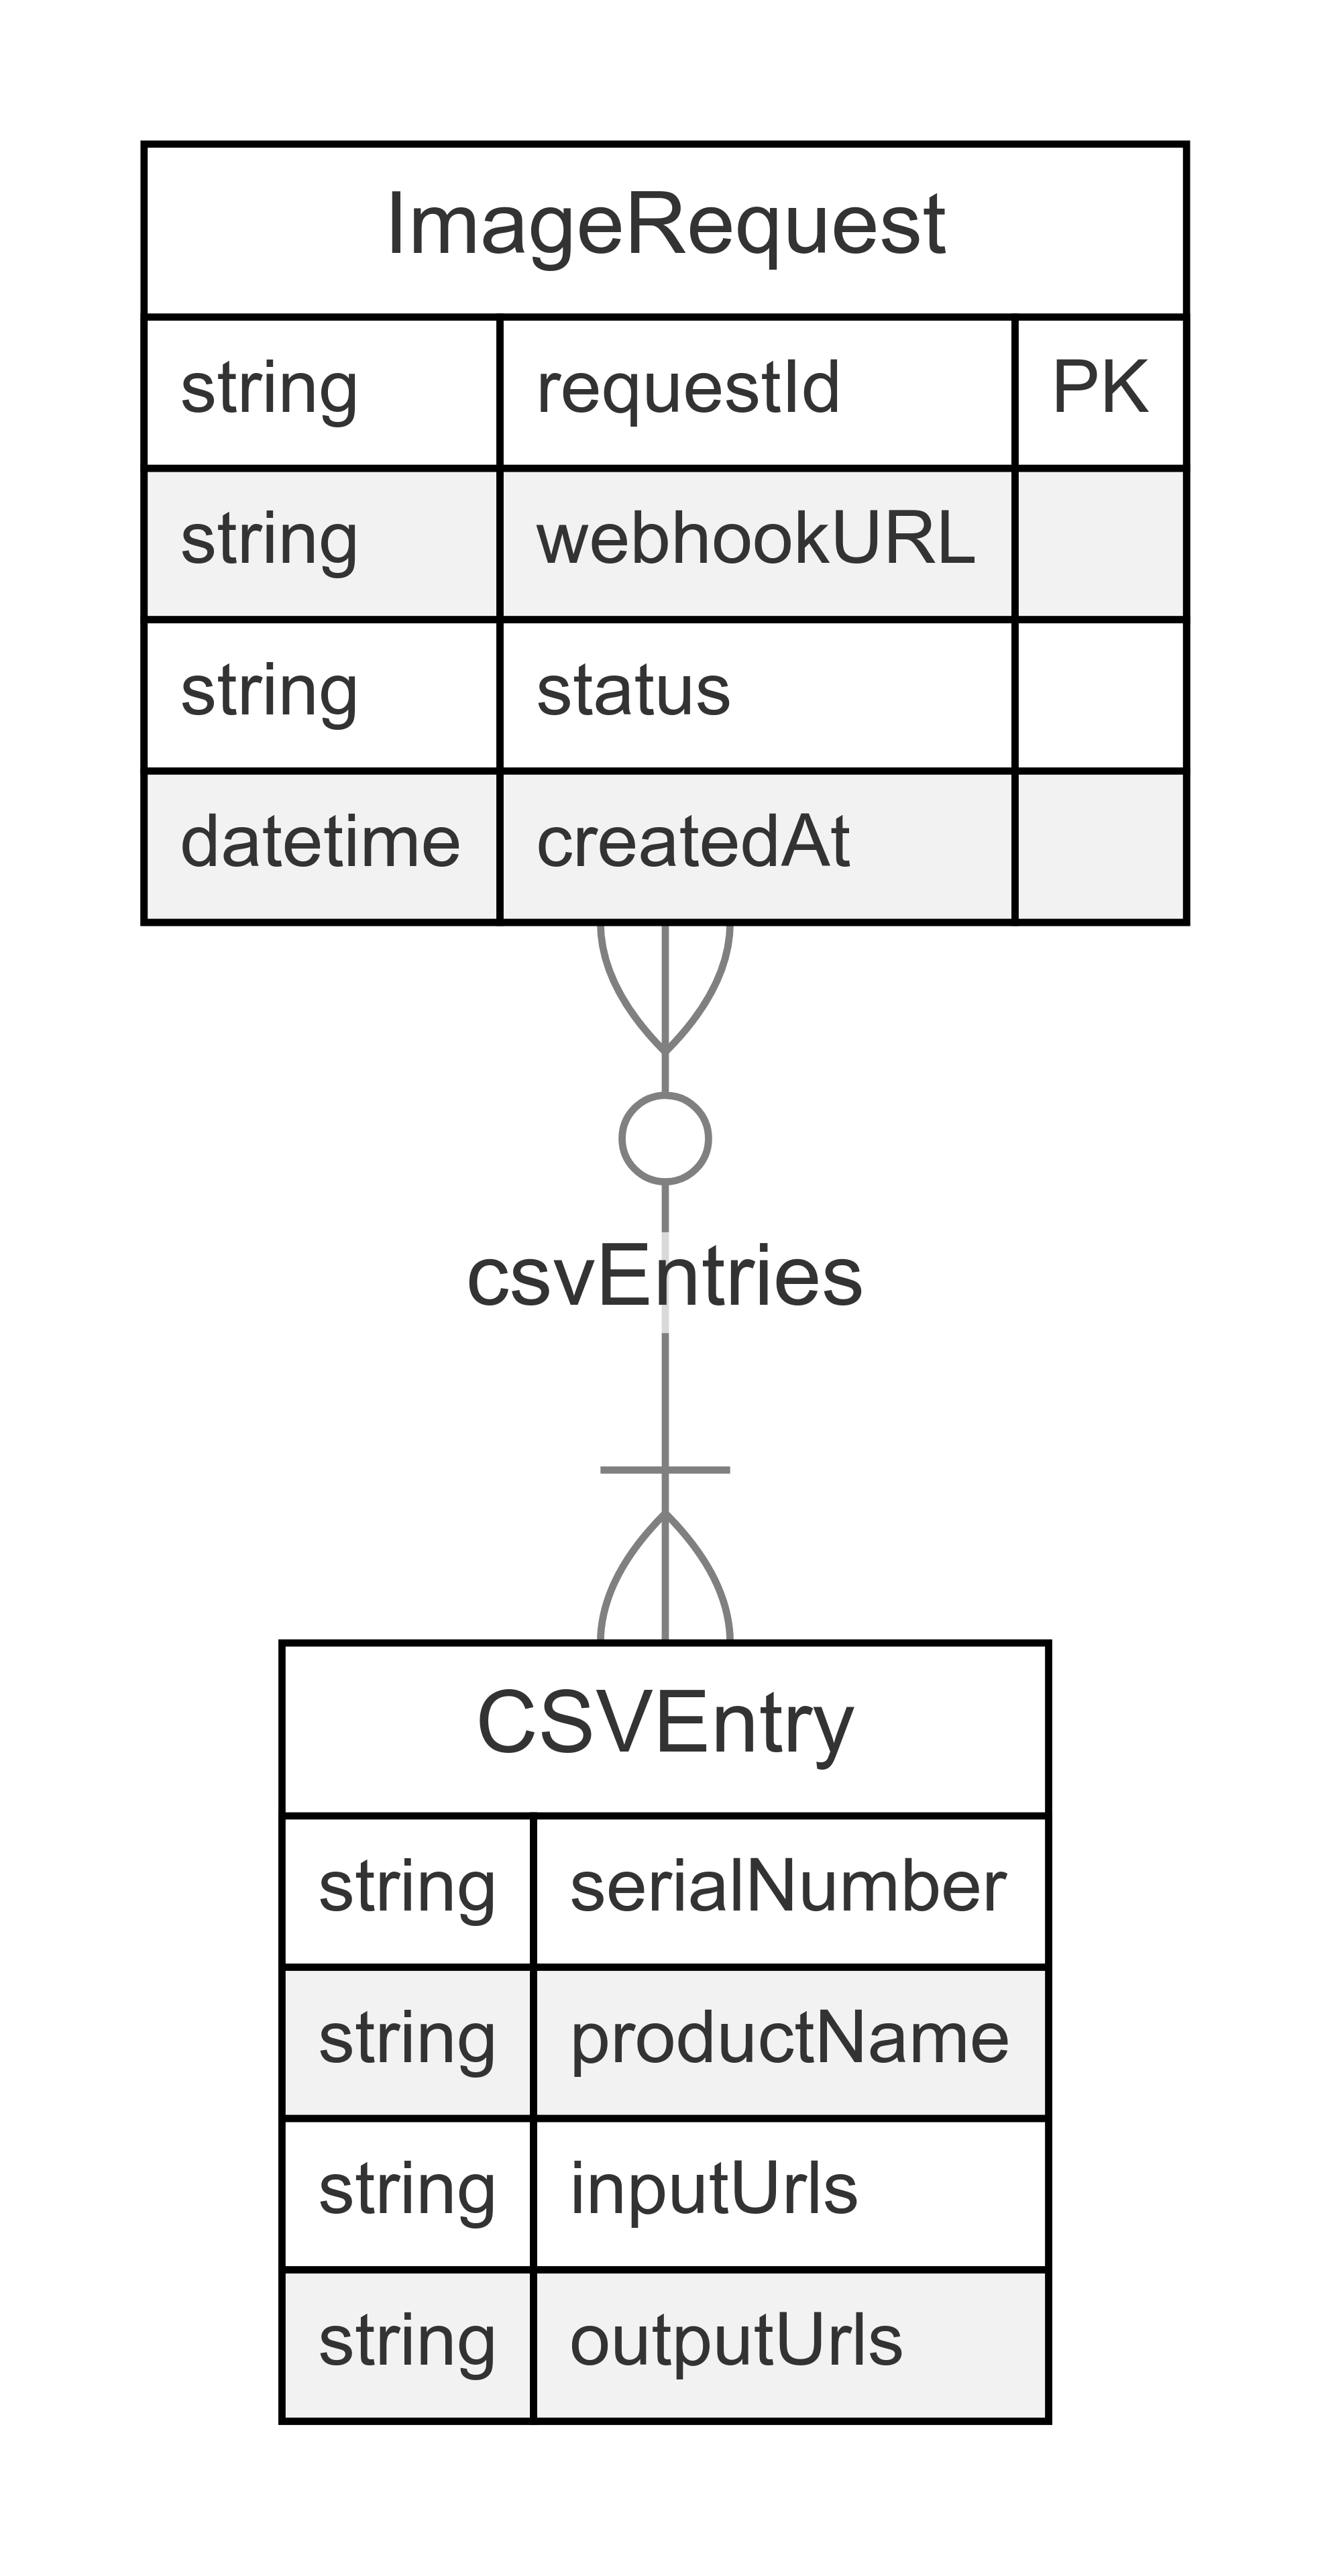 ImageRequest
string requestId PK
string webhookURL
string status
datetime createdAt
csvEntries
CSVEntry
string serialNumber
string productName
string inputUrls
string outputUrls